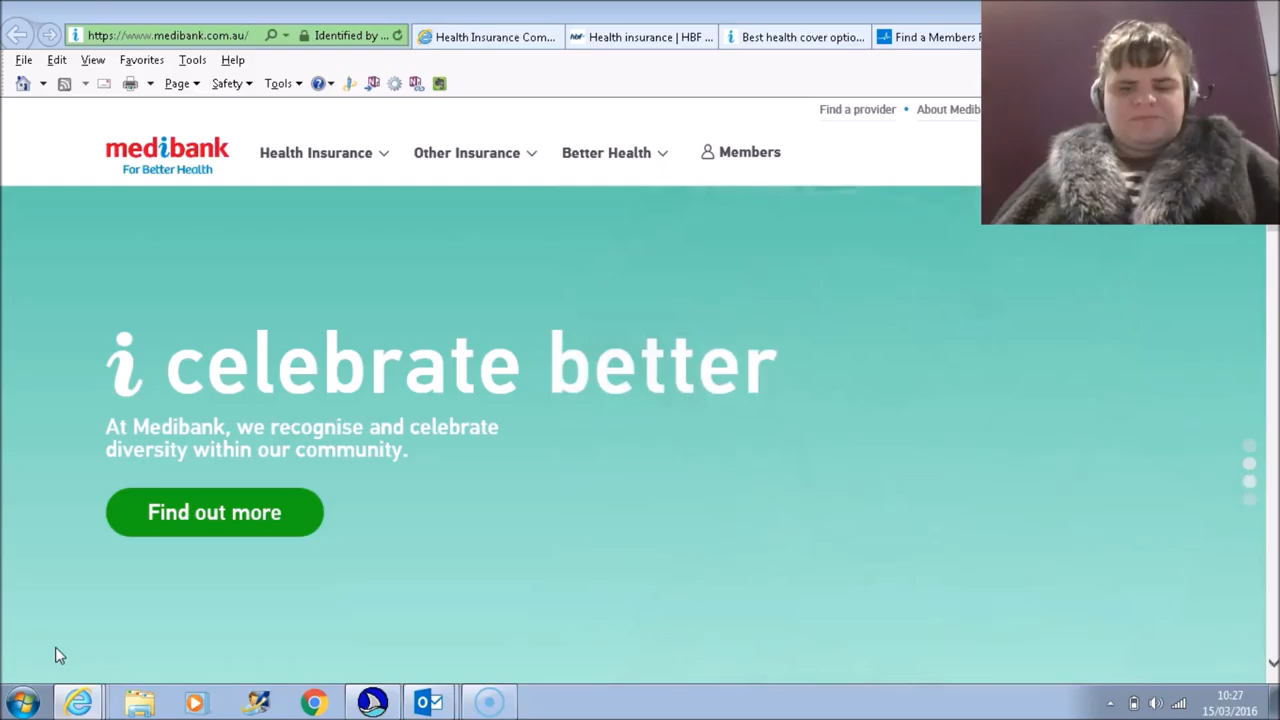 https://www.medibank.com.au/
Identified by ...
Health Insurance Com...
hbf Health insurance | HBF ...
Best health cover optio...
Find a Members
File Edit View Favorites Tools Help
Page Safety Tools
Find a provider • About Medib
medibank
For Better Health
Health Insurance Other Insurance Better Health Members
i celebrate better
At Medibank, we recognise and celebrate
diversity within our community.
Find out more
10:27
15/03/2016